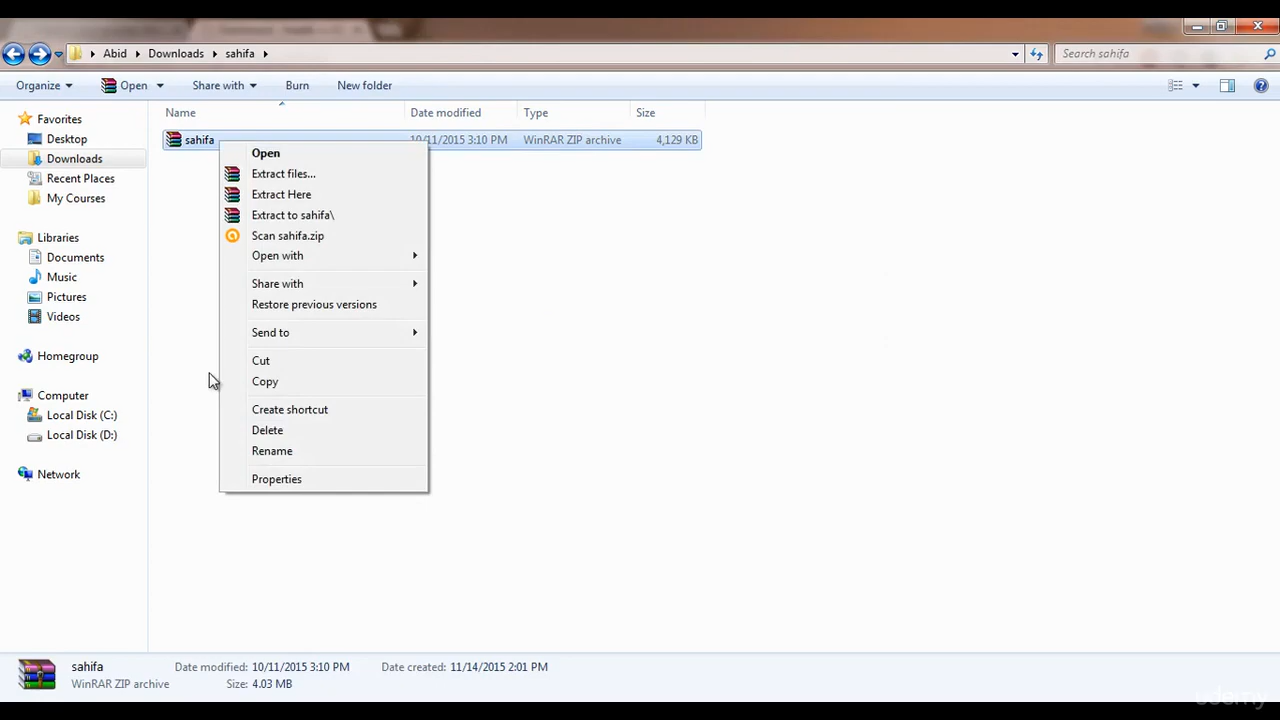 Abid Downloads sahifa
Search sahifa
Organize Open Share with Burn New folder
Name Date modified Type Size
sahifa 10/11/2015 3:10 PM WinRAR ZIP archive 4,129 KB
Favorites
Desktop
Downloads
Recent Places
My Courses
Libraries
Documents
Music
Pictures
Videos
Homegroup
Computer
Local Disk (C:)
Local Disk (D:)
Network
Open
Extract files...
Extract Here
Extract to sahifa\
Scan sahifa.zip
Open with
Share with
Restore previous versions
Send to
Cut
Copy
Create shortcut
Delete
Rename
Properties
sahifa Date modified: 10/11/2015 3:10 PM Date created: 11/14/2015 2:01 PM
WinRAR ZIP archive Size: 4.03 MB
udemy